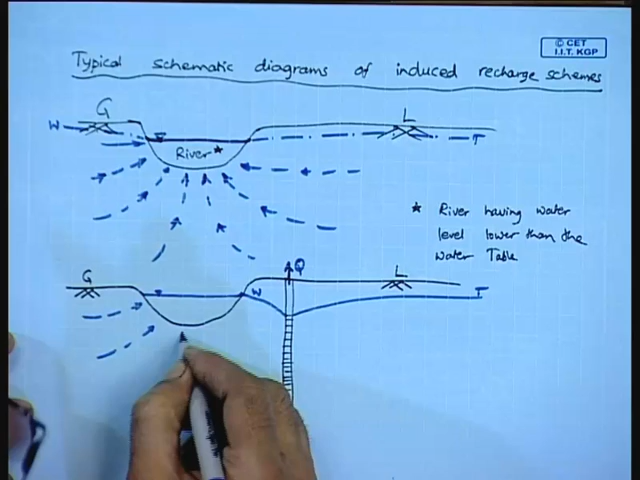 © CET
I.I.T. KGP
Typical schematic diagrams of induced recharge schemes
G
L
W
T
River*
* River having water
level lower than the
Water Table
G
Q
L
W
T